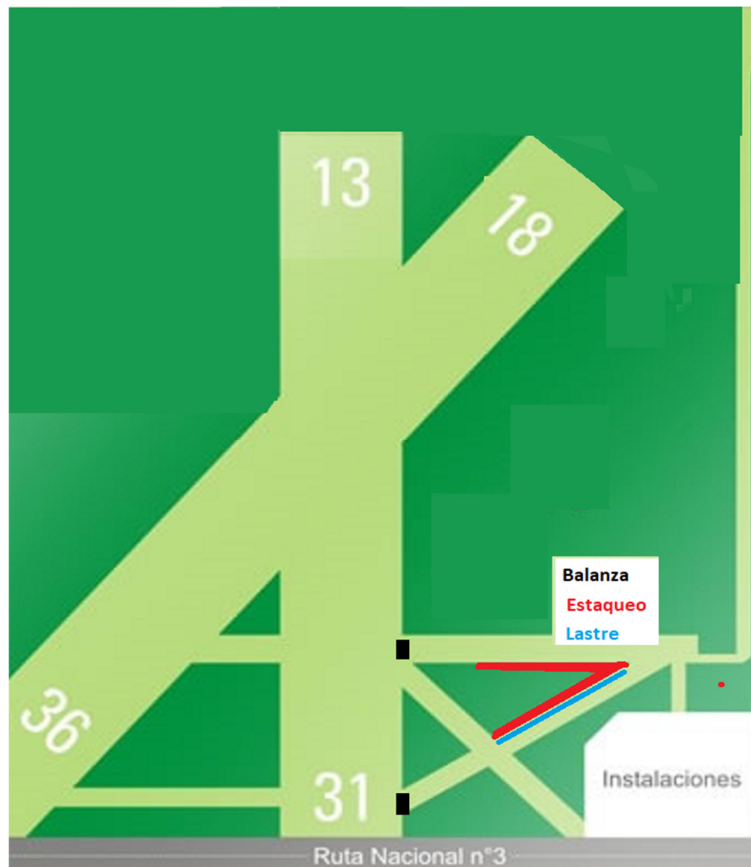 13
18
Balanza
Estaqueo
Lastre
36
31
Instalaciones
Ruta Nacional n°3